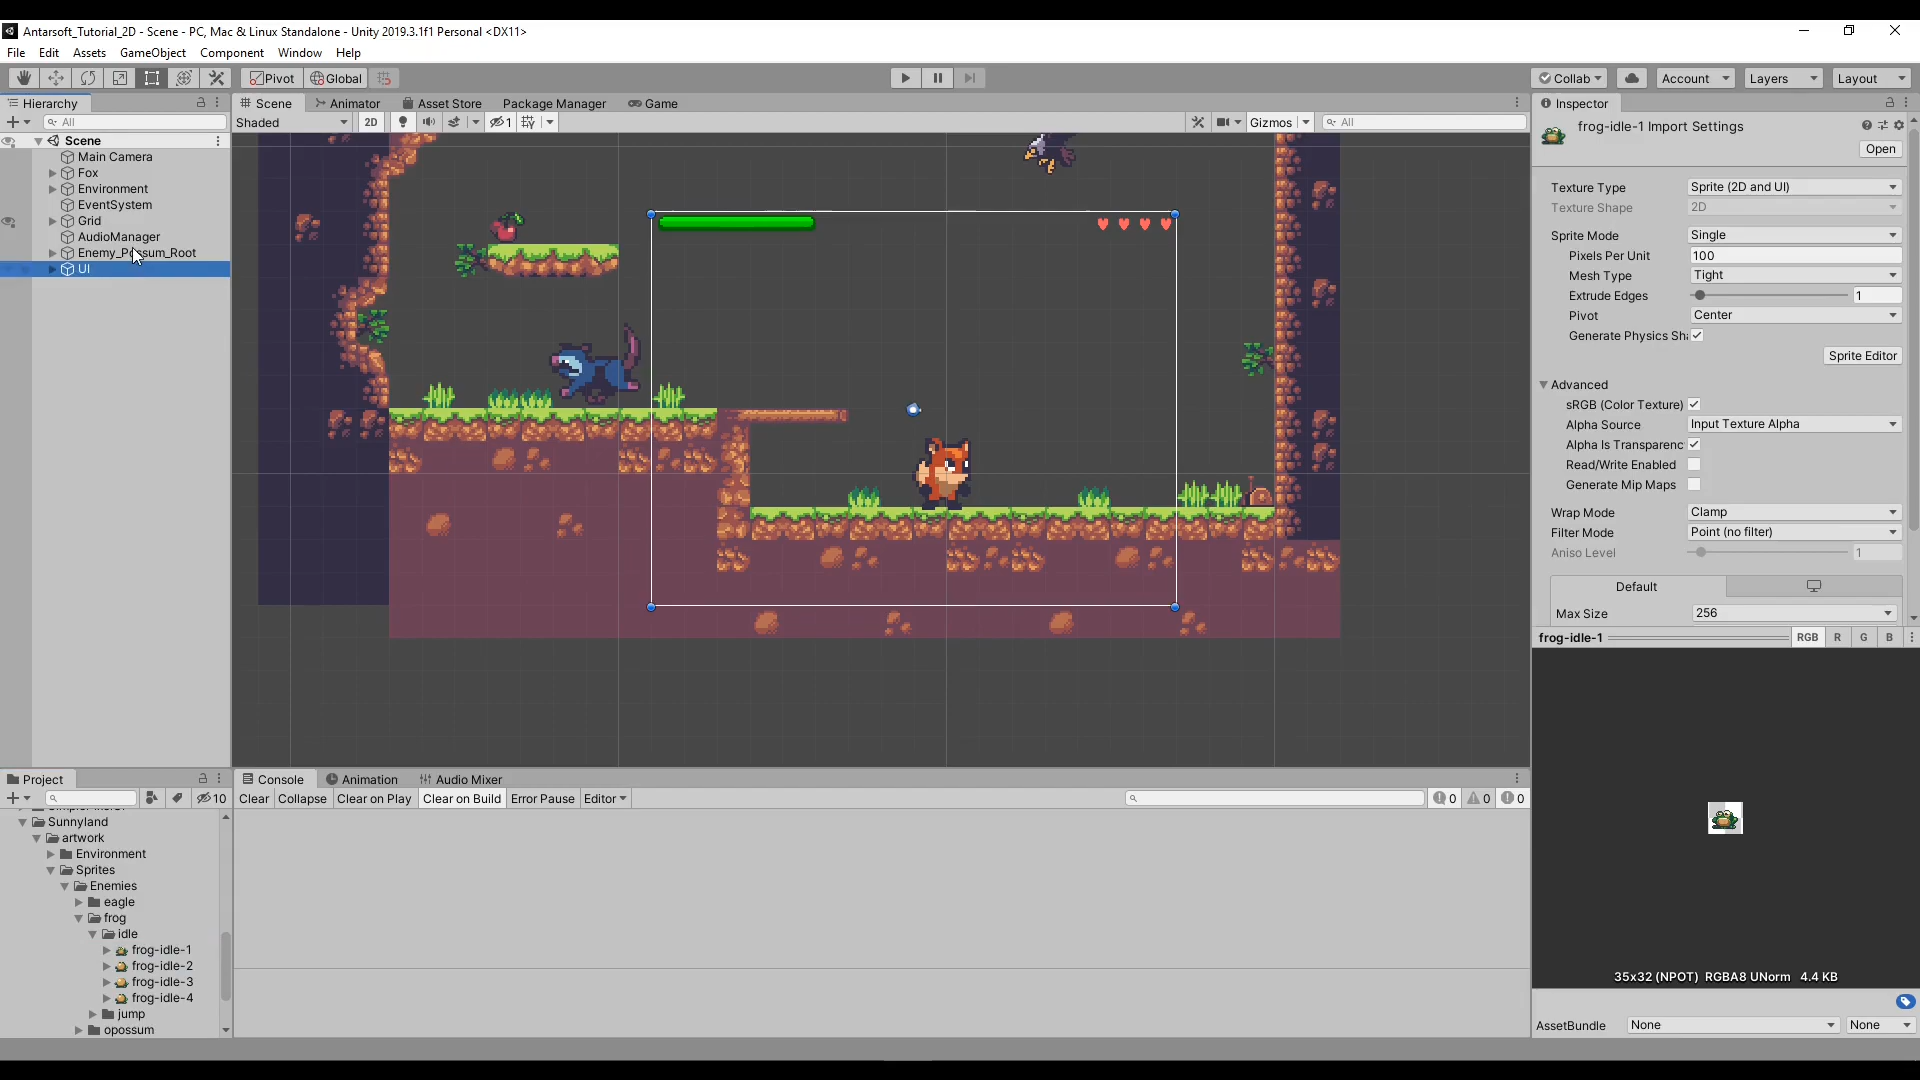 Antarsoft_Tutorial_2D - Scene - PC, Mac & Linux Standalone - Unity 2019.3.1f1 Personal <DX11>
File Edit Assets GameObject Component Window Help
Pivot Global Collab Account Layers Layout
Hierarchy
All
Scene
Main Camera
Fox
Environment
EventSystem
Grid
AudioManager
Enemy_Possum_Root
UI
Scene Animator Asset Store Package Manager Game
Shaded 2D 1 Gizmos All
Inspector
frog-idle-1 Import Settings
Open
Texture Type Sprite (2D and UI)
Texture Shape 2D
Sprite Mode Single
Pixels Per Unit 100
Mesh Type Tight
Extrude Edges 1
Pivot Center
Generate Physics Sh
Sprite Editor
Advanced
sRGB (Color Texture)
Alpha Source Input Texture Alpha
Alpha Is Transparenc
Read/Write Enabled
Generate Mip Maps
Wrap Mode Clamp
Filter Mode Point (no filter)
Aniso Level 1
Default
Max Size 256
frog-idle-1 RGB R G B
35x32 (NPOT) RGBA8 UNorm 4.4 KB
AssetBundle None None
Project
10
Sunnyland
artwork
Environment
Sprites
Enemies
eagle
frog
idle
frog-idle-1
frog-idle-2
frog-idle-3
frog-idle-4
jump
opossum
Console Animation Audio Mixer
Clear Collapse Clear on Play Clear on Build Error Pause Editor 0 0 0